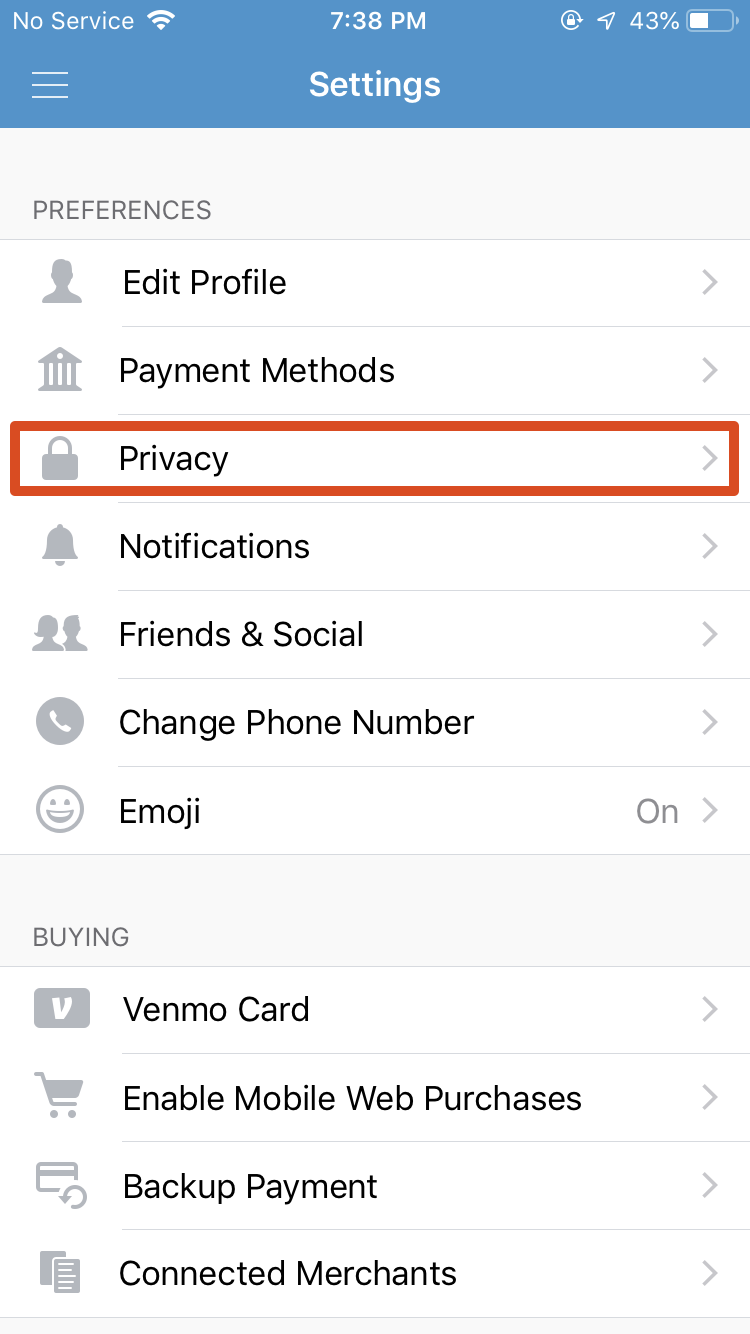 No Service 7:38 PM 43%
Settings
PREFERENCES
Edit Profile
Payment Methods
Privacy
Notifications
Friends & Social
Change Phone Number
Emoji On
BUYING
V Venmo Card
Enable Mobile Web Purchases
Backup Payment
Connected Merchants